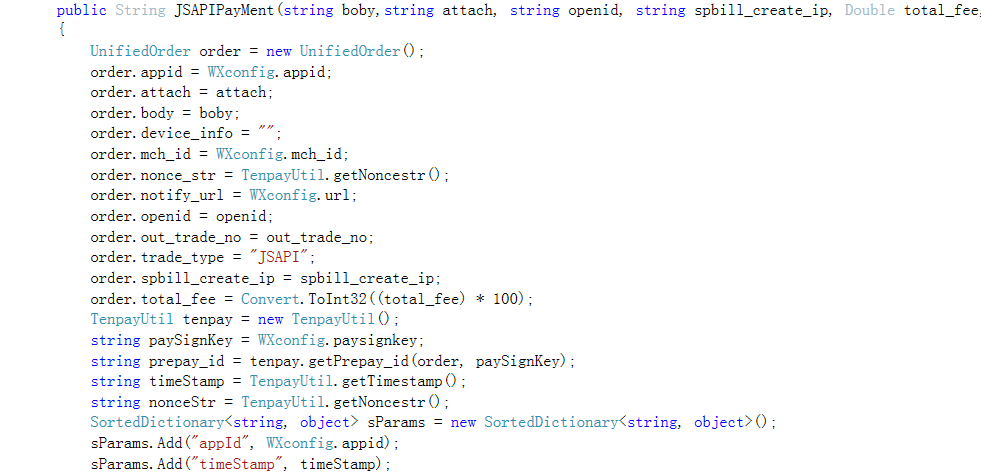 public String JSAPIPayMent(string boby,string attach, string openid, string spbill_create_ip, Double total_fee,
{
UnifiedOrder order = new UnifiedOrder();
order.appid = WXconfig.appid;
order.attach = attach;
order.body = boby;
order.device_info = "";
order.mch_id = WXconfig.mch_id;
order.nonce_str = TenpayUtil.getNoncestr();
order.notify_url = WXconfig.url;
order.openid = openid;
order.out_trade_no = out_trade_no;
order.trade_type = "JSAPI";
order.spbill_create_ip = spbill_create_ip;
order.total_fee = Convert.ToInt32((total_fee) * 100);
TenpayUtil tenpay = new TenpayUtil();
string paySignKey = WXconfig.paysignkey;
string prepay_id = tenpay.getPrepay_id(order, paySignKey);
string timeStamp = TenpayUtil.getTimestamp();
string nonceStr = TenpayUtil.getNoncestr();
SortedDictionary<string, object> sParams = new SortedDictionary<string, object>();
sParams.Add("appId", WXconfig.appid);
sParams.Add("timeStamp", timeStamp);